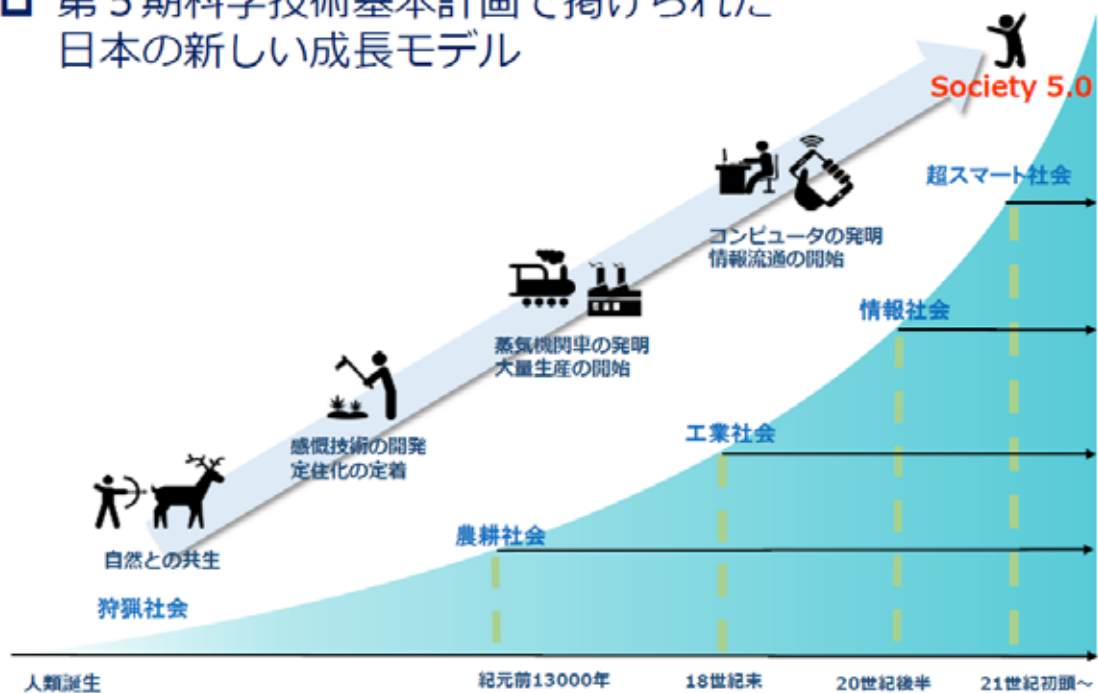 第5期科学技術基本計画で掲げられた
日本の新しい成長モデル
Society 5.0
超スマート社会
コンピュータの発明
情報流通の開始
情報社会
蒸気機関車の発明
大量生産の開始
工業社会
感慨技術の開発
定住化の定着
農耕社会
自然との共生
狩猟社会
人類誕生
紀元前13000年
18世紀末
20世紀後半
21世紀初頭～